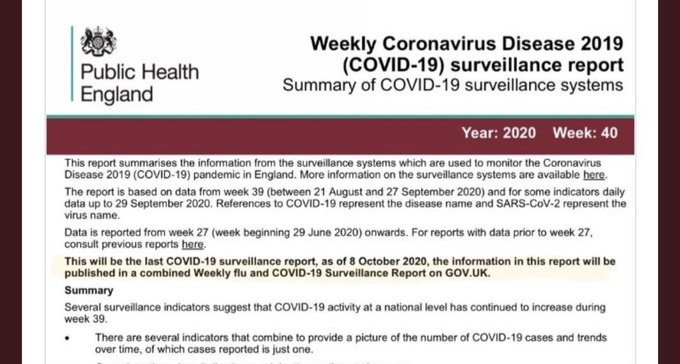 Public Health
England
Weekly Coronavirus Disease 2019
(COVID-19) surveillance report
Summary of COVID-19 surveillance systems
Year: 2020 Week: 40
This report summarises the information from the surveillance systems which are used to monitor the Coronavirus
Disease 2019 (COVID-19) pandemic in England. More information on the surveillance systems are available here.
The report is based on data from week 39 (between 21 August and 27 September 2020) and for some indicators daily
data up to 29 September 2020. References to COVID-19 represent the disease name and SARS-CoV-2 represent the
virus name.
Data is reported from week 27 (week beginning 29 June 2020) onwards. For reports with data prior to week 27,
consult previous reports here.
This will be the last COVID-19 surveillance report, as of 8 October 2020, the information in this report will be
published in a combined Weekly flu and COVID-19 Surveillance Report on GOV.UK.
Summary
Several surveillance indicators suggest that COVID-19 activity at a national level has continued to increase during
week 39.
• There are several indicators that combine to provide a picture of the number of COVID-19 cases and trends
over time, of which cases reported is just one.